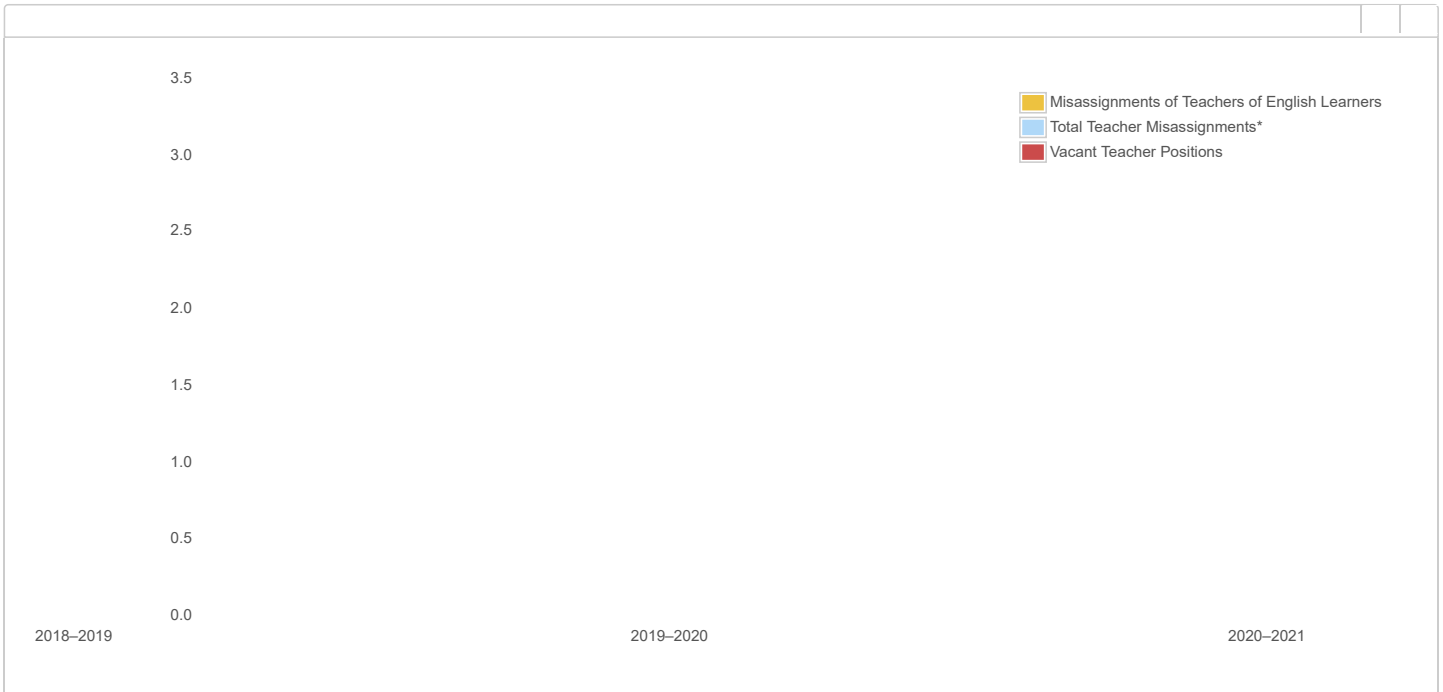 3.5
Misassignments of Teachers of English Learners
Total Teacher Misassignments*
Vacant Teacher Positions
3.0
2.5
2.0
1.5
1.0
0.5
0.0
2018–2019 2019–2020 2020–2021